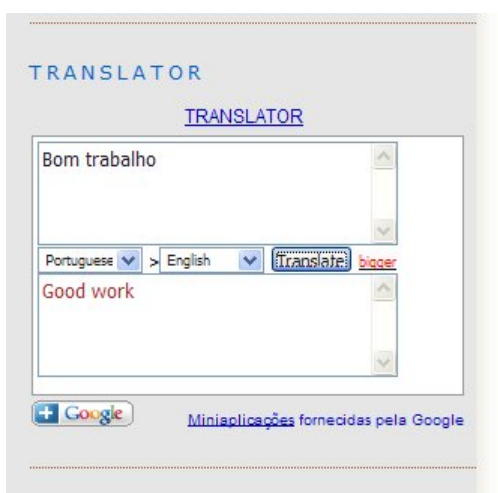 TRANSLATOR
TRANSLATOR
Bom trabalho
Portuguese > English Translate bigger
Good work
Google Miniaplicações fornecidas pela Google